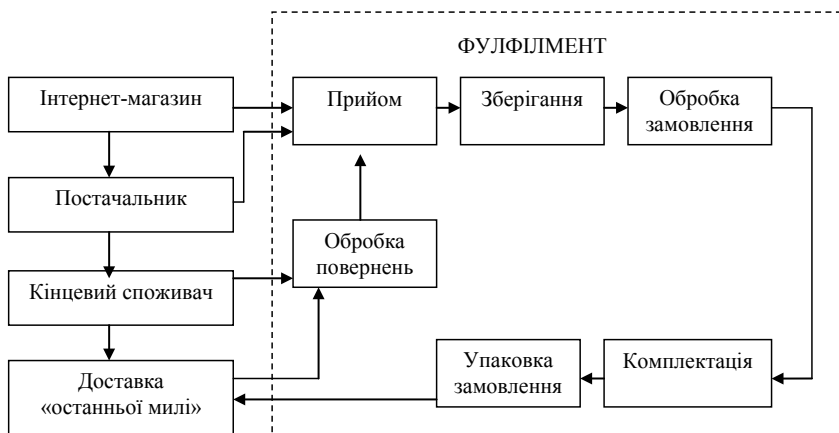 ФУЛФІЛМЕНТ
Інтернет-магазин
Прийом
Зберігання
Обробка
замовлення
Постачальник
Обробка
повернень
Кінцевий споживач
Доставка
«останньої милі»
Упаковка
замовлення
Комплектація